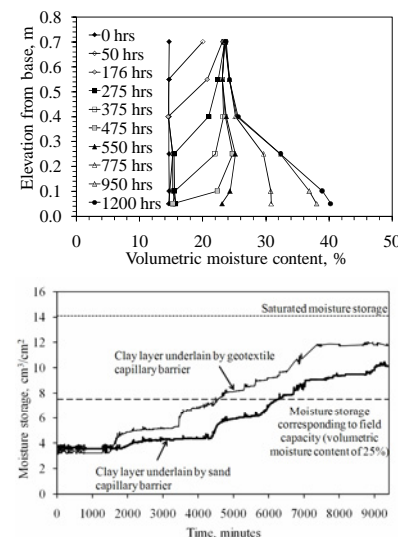 0.8
0.7
0.6
0.5
0.4
0.3
0.2
0.1
0.0
Elevation from base, m
0 hrs
50 hrs
176 hrs
275 hrs
375 hrs
475 hrs
550 hrs
775 hrs
950 hrs
1200 hrs
0 10 20 30 40 50
Volumetric moisture content, %
16
14
12
10
8
6
4
2
0
Moisture storage, cm³/cm²
Saturated moisture storage
Clay layer underlain by geotextile
capillary barrier
Moisture storage
corresponding to field
capacity (volumetric
moisture content of 25%)
Clay layer underlain by sand
capillary barrier
0 1000 2000 3000 4000 5000 6000 7000 8000 9000
Time, minutes